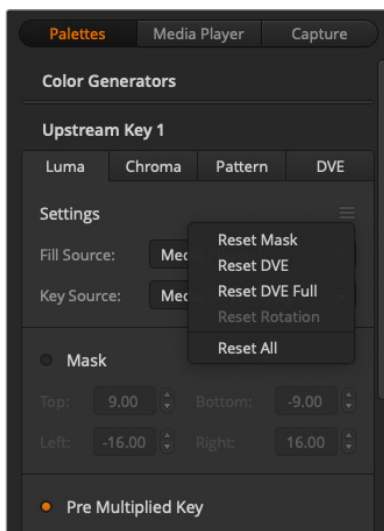 Palettes Media Player Capture
Color Generators
Upstream Key 1
Luma Chroma Pattern DVE
Settings
Reset Mask
Fill Source:
Reset DVE
Reset DVE Full
Key Source:
Reset Rotation
Reset All
Mask
Top: 9.00 Bottom: -9.00
Left: -16.00 Right: 16.00
Pre Multiplied Key